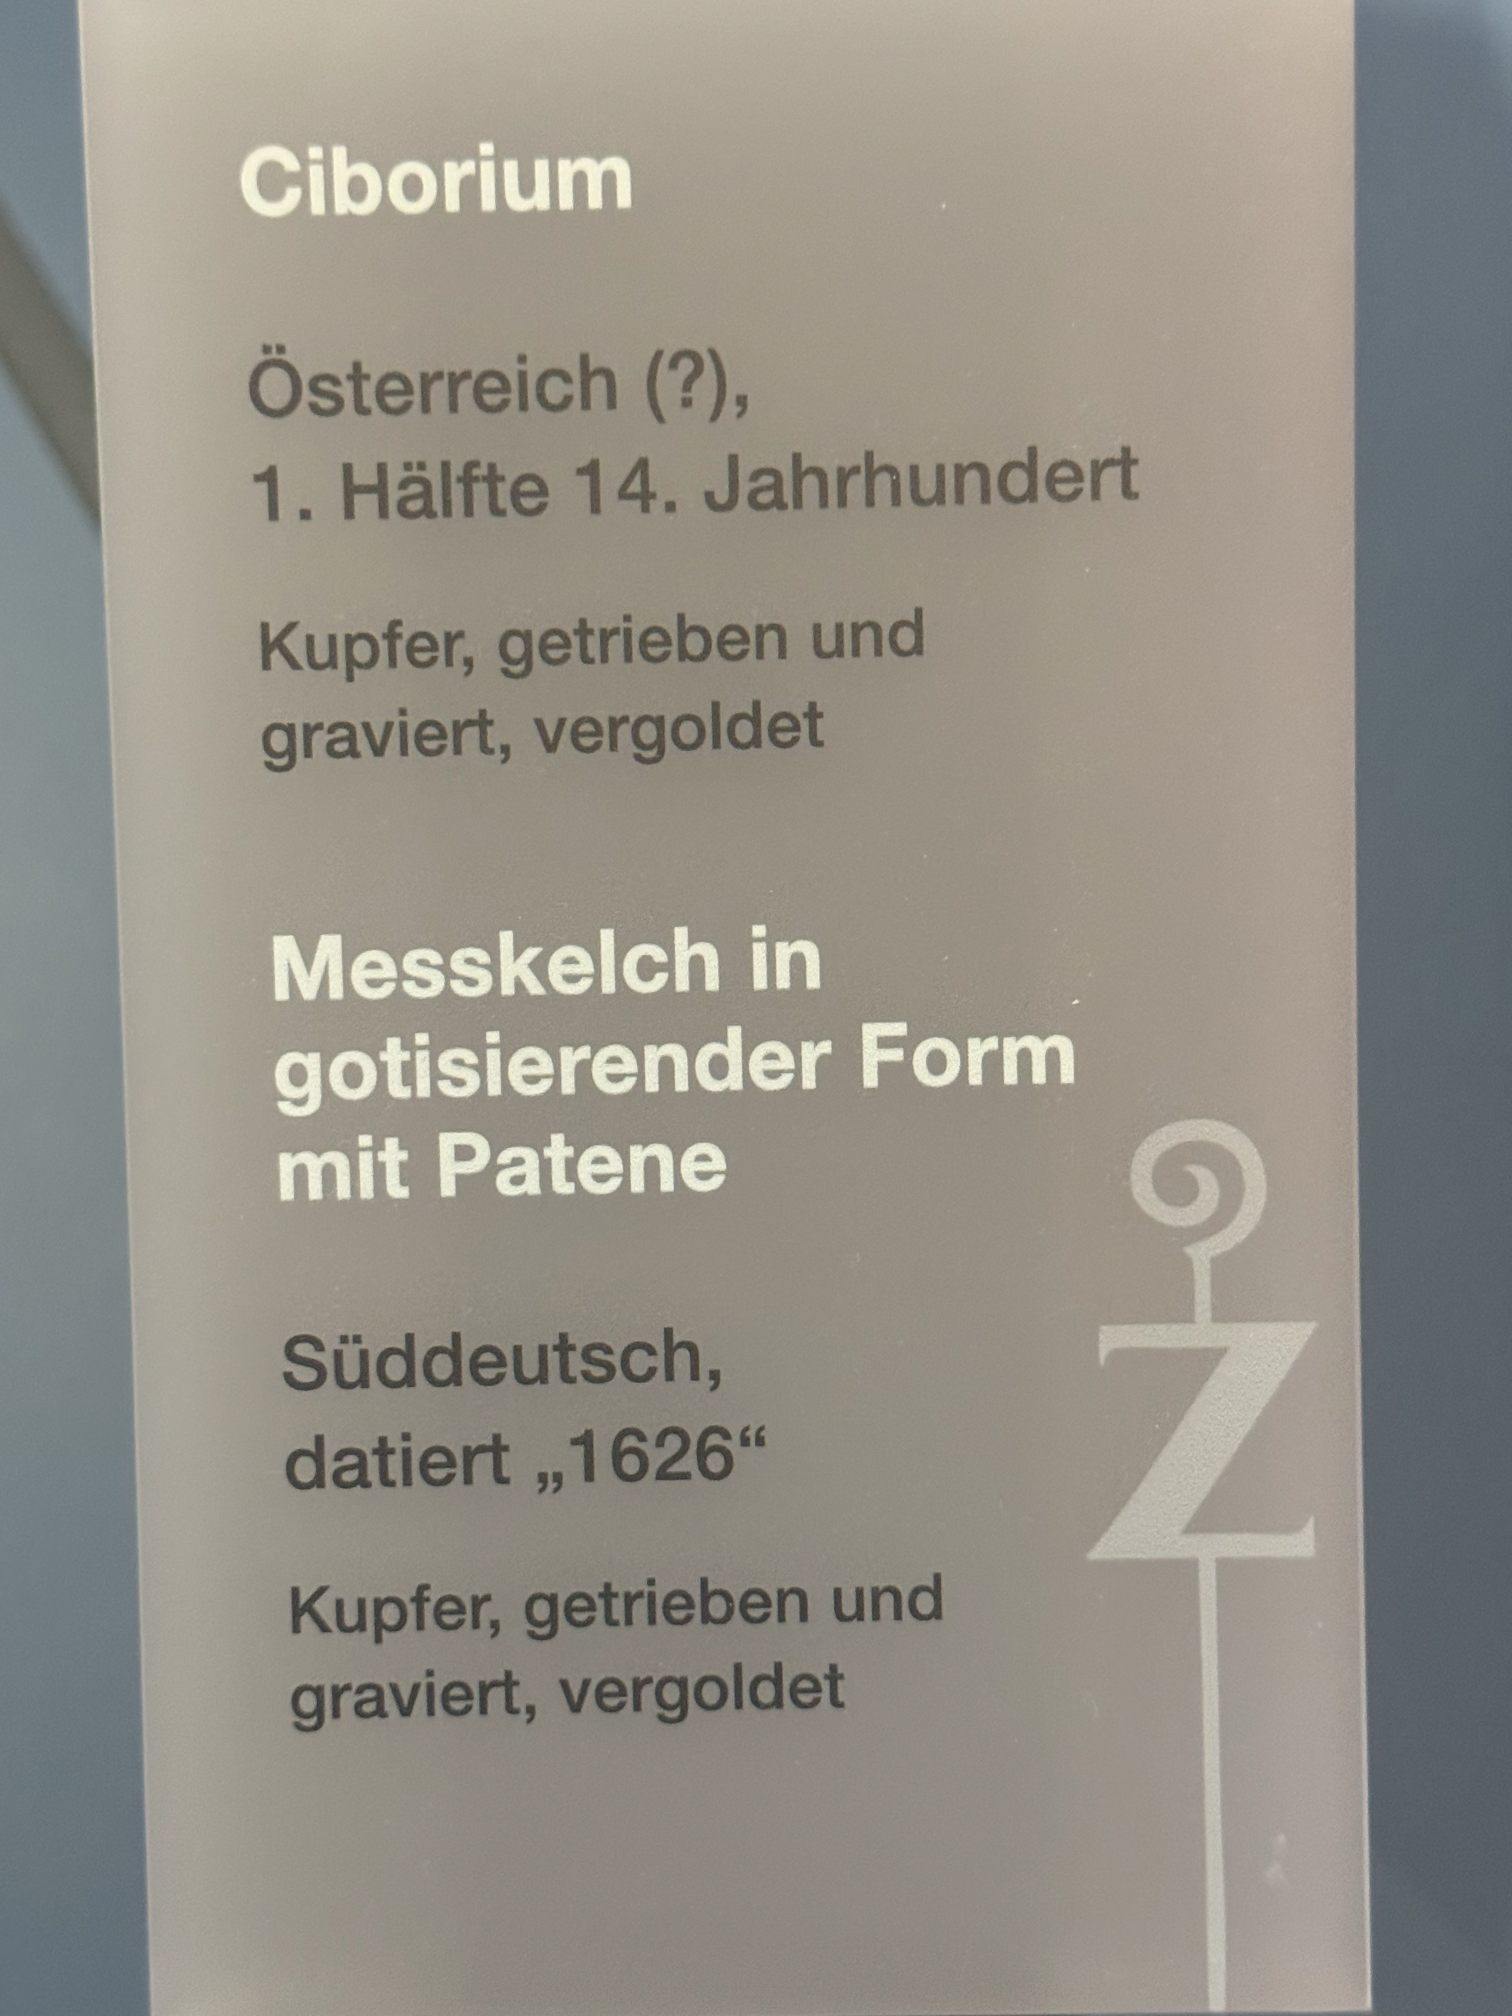 Ciborium
Österreich (?),
1. Hälfte 14. Jahrhundert
Kupfer, getrieben und
graviert, vergoldet
Messkelch in
gotisierender Form
mit Patene
Süddeutsch,
datiert „1626“
Kupfer, getrieben und
graviert, vergoldet
Z